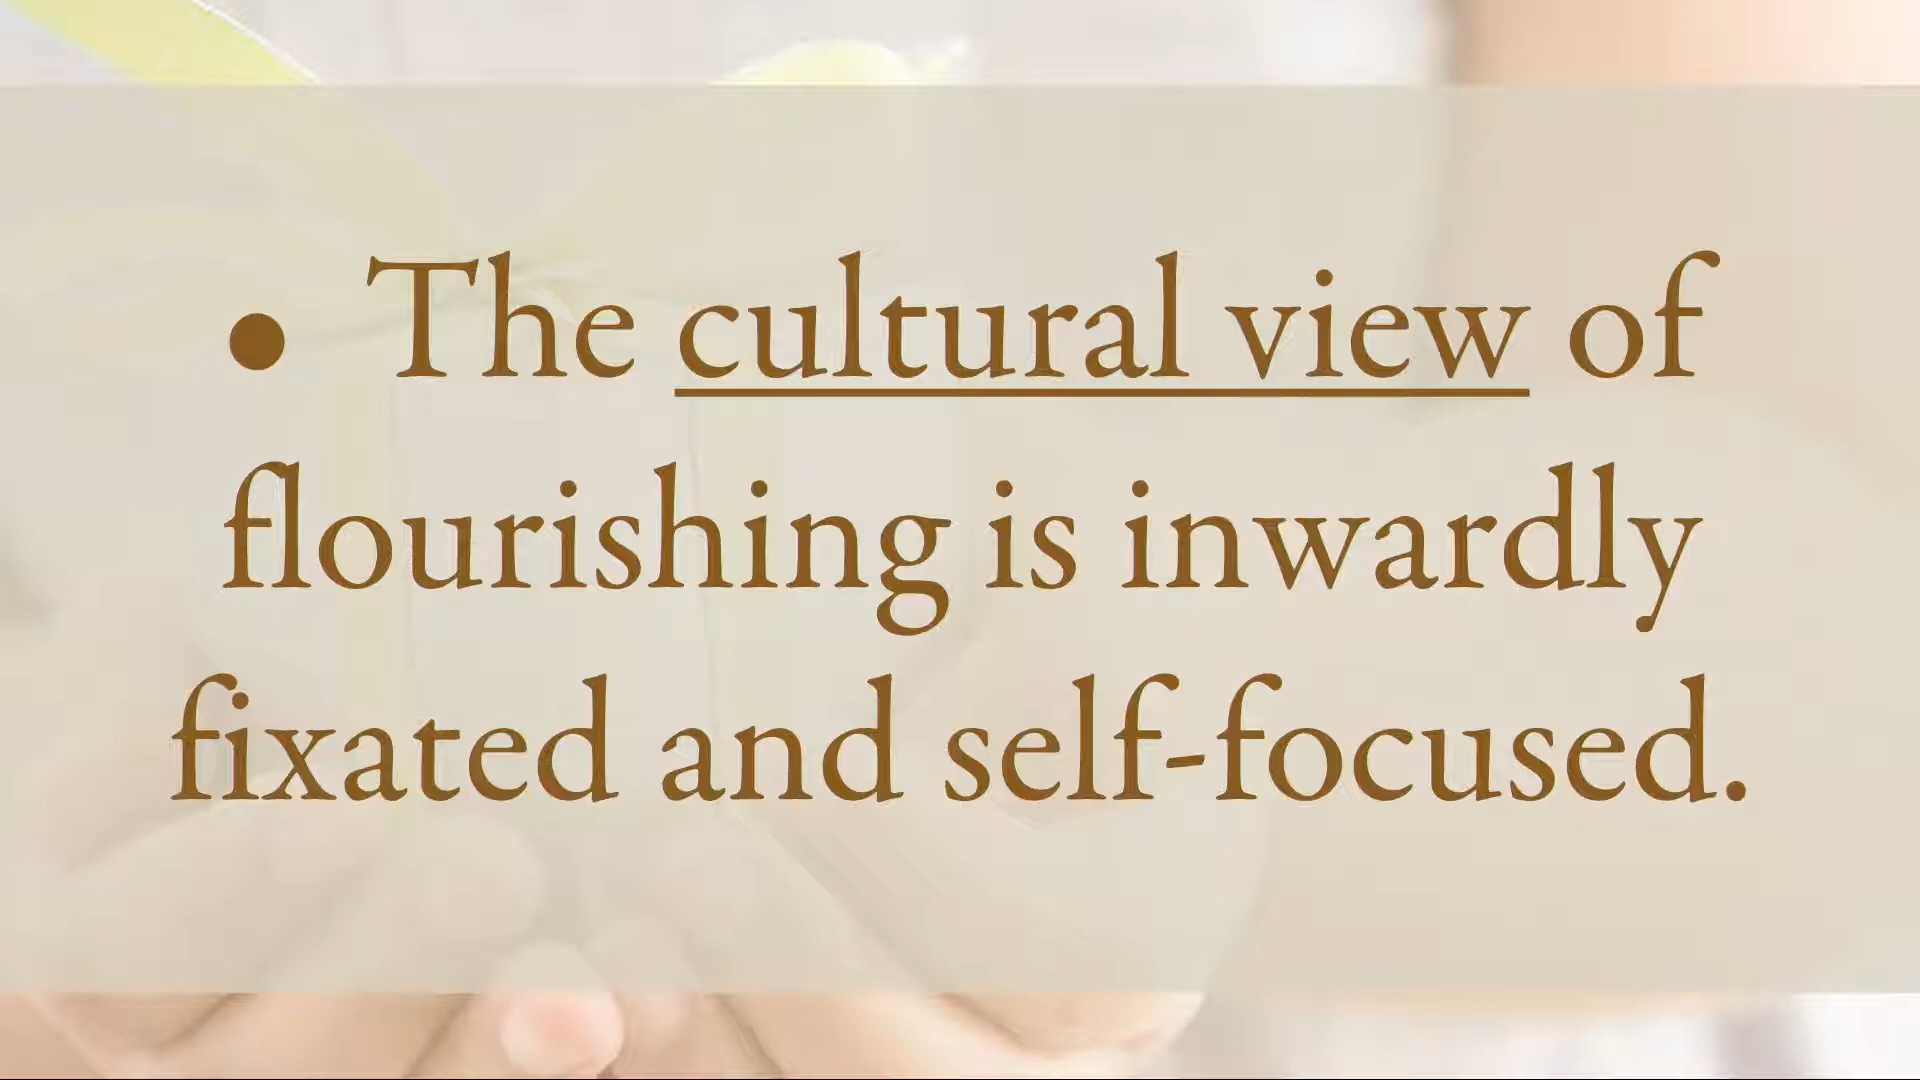 • The cultural view of
flourishing is inwardly
fixated and self-focused.